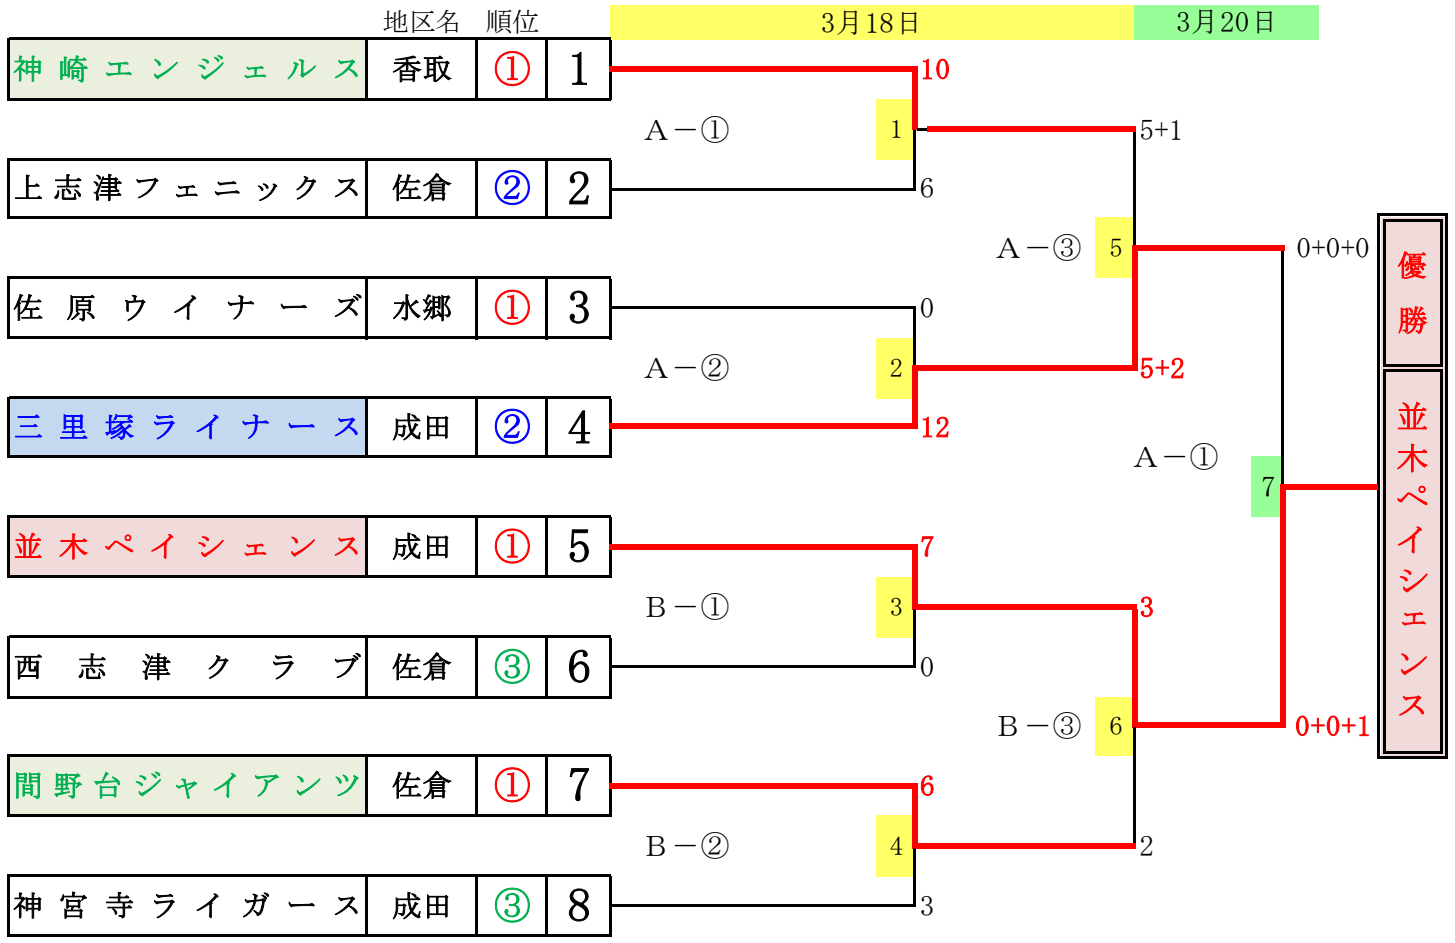 地区名 順位 3月18日 3月20日
神崎エンジェルス 香取 ① 1 10
A－① 1 5+1
上志津フェニックス 佐倉 ② 2 6
A－③ 5 0+0+0
佐原ウイナーズ 水郷 ① 3 0
A－② 2 5+2
三里塚ライナース 成田 ② 4 12
A－① 7
優勝
並木ペイシェンス
並木ペイシェンス 成田 ① 5 7
B－① 3 3
西志津クラブ 佐倉 ③ 6 0
B－③ 6 0+0+1
間野台ジャイアンツ 佐倉 ① 7 6
B－② 4 2
神宮寺ライガース 成田 ③ 8 3